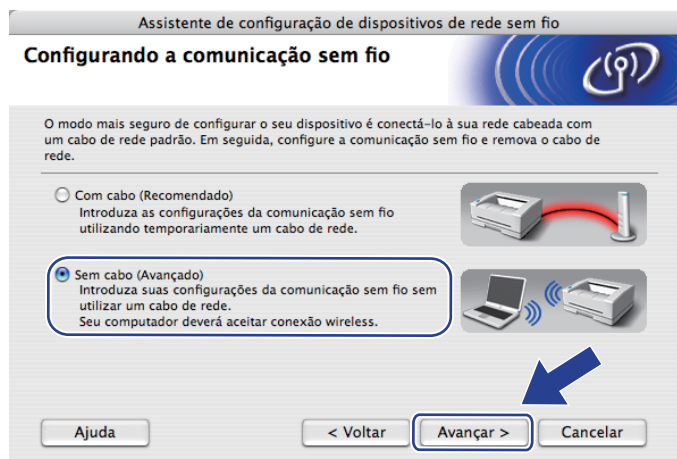 Assistente de configuração de dispositivos de rede sem fio
Configurando a comunicação sem fio
O modo mais seguro de configurar o seu dispositivo é conectá-lo à sua rede cabeada com
um cabo de rede padrão. Em seguida, configure a comunicação sem fio e remova o cabo de
rede.
Com cabo (Recomendado)
Introduza as configurações da comunicação sem fio
utilizando temporariamente um cabo de rede.
Sem cabo (Avançado)
Introduza suas configurações da comunicação sem fio sem
utilizar um cabo de rede.
Seu computador deverá aceitar conexão wireless.
Ajuda
< Voltar
Avançar >
Cancelar